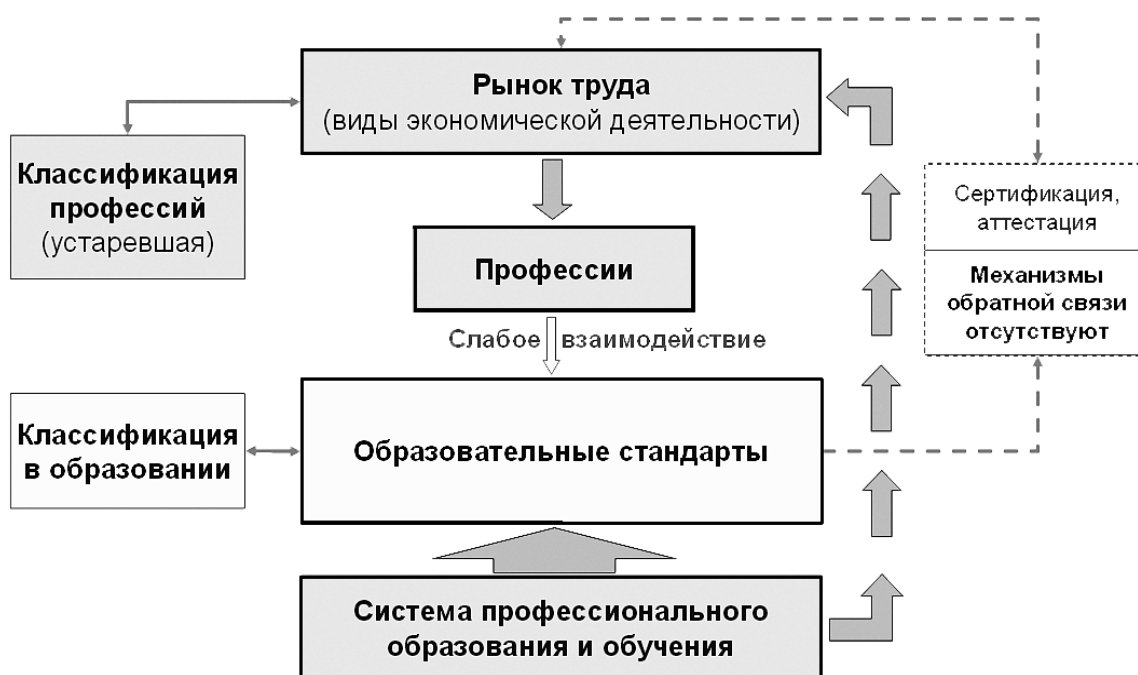 Рынок труда
(виды экономической деятельности)
Классификация
профессий
(устаревшая)
Сертификация,
аттестация
Механизмы
обратной связи
отсутствуют
Профессии
Слабое взаимодействие
Классификация
в образовании
Образовательные стандарты
Система профессионального
образования и обучения